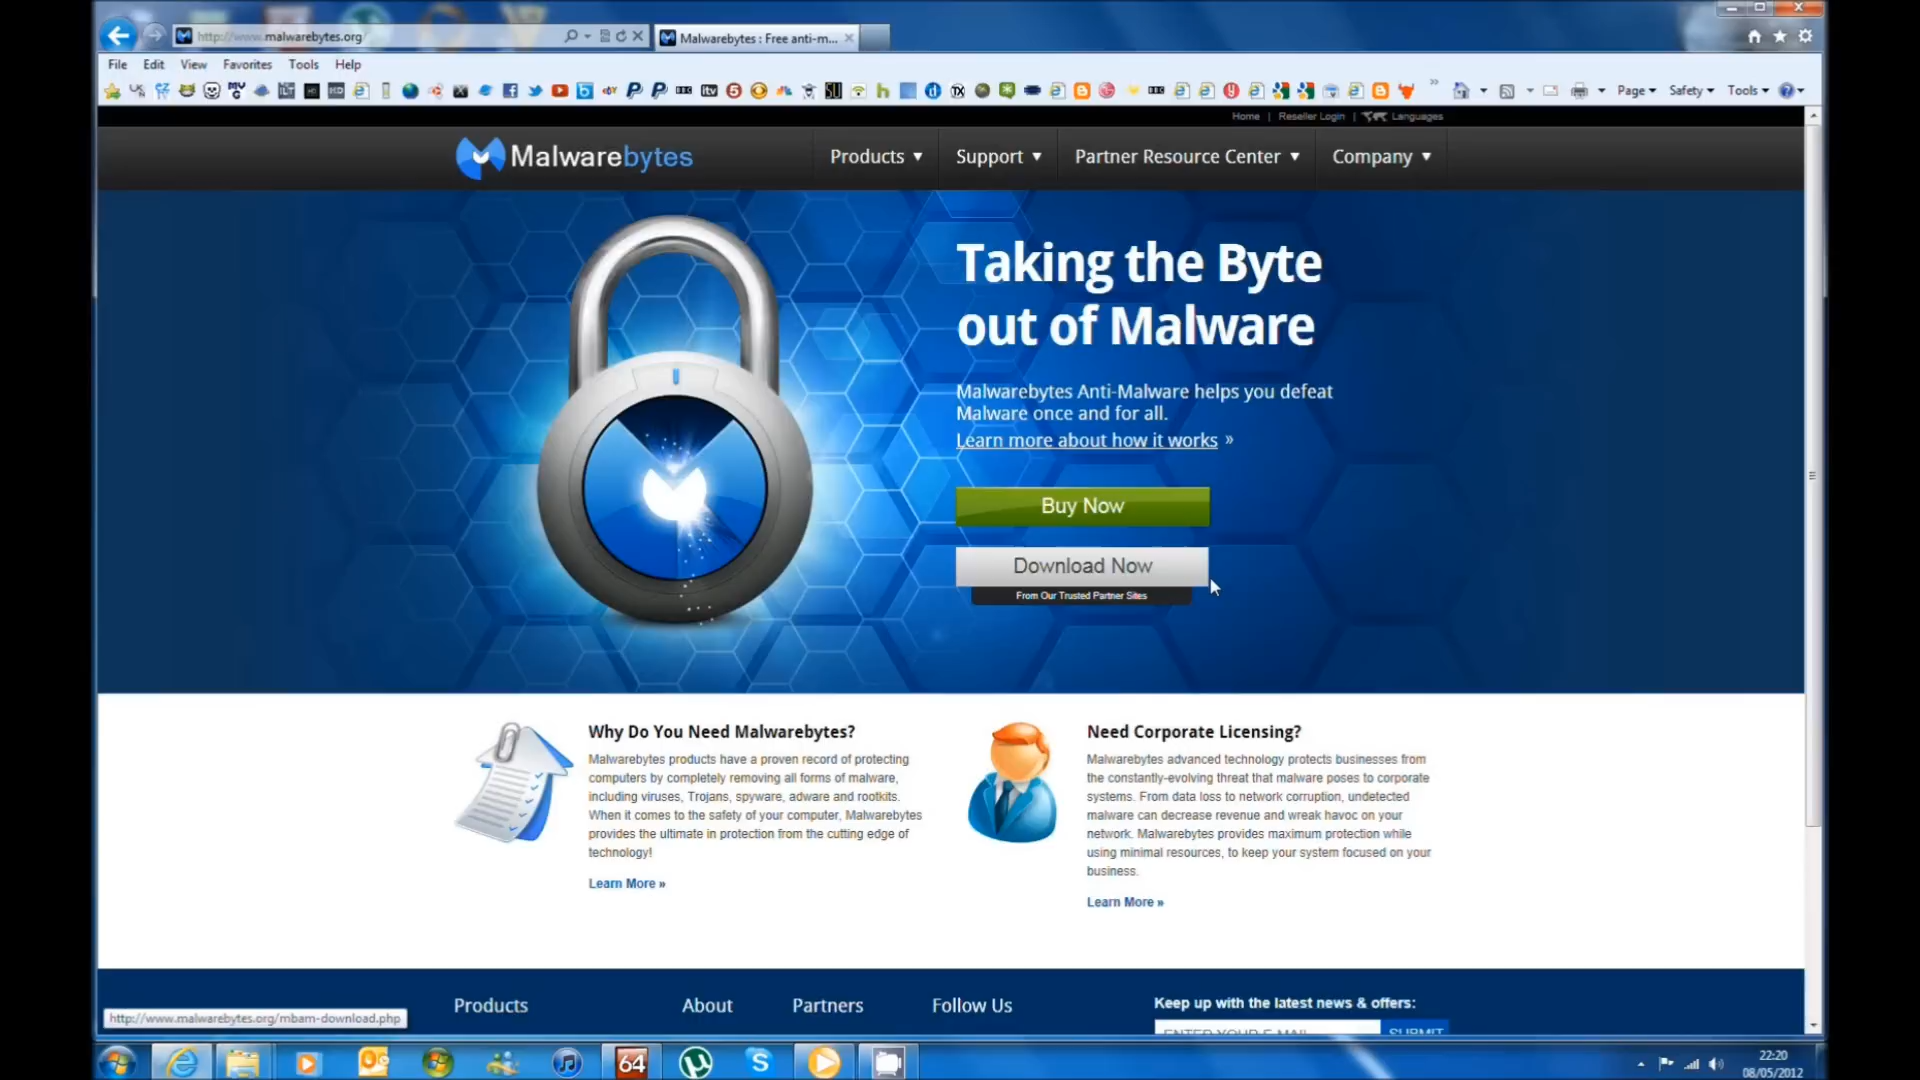 http://www.malwarebytes.org/
Malwarebytes : Free anti-m...
File Edit View Favorites Tools Help
Page Safety Tools
Home | Reseller Login | Languages
Malwarebytes
Products Support Partner Resource Center Company
Taking the Byte
out of Malware
Malwarebytes Anti-Malware helps you defeat
Malware once and for all.
Learn more about how it works »
Buy Now
Download Now
From Our Trusted Partner Sites
Why Do You Need Malwarebytes?
Malwarebytes products have a proven record of protecting
computers by completely removing all forms of malware,
including viruses, Trojans, spyware, adware and rootkits.
When it comes to the safety of your computer, Malwarebytes
provides the ultimate in protection from the cutting edge of
technology!
Learn More »
Need Corporate Licensing?
Malwarebytes advanced technology protects businesses from
the constantly-evolving threat that malware poses to corporate
systems. From data loss to network corruption, undetected
malware can decrease revenue and wreak havoc on your
network. Malwarebytes provides maximum protection while
using minimal resources, to keep your system focused on your
business.
Learn More »
Products About Partners Follow Us
Keep up with the latest news & offers:
ENTER YOUR E-MAIL SUBMIT
http://www.malwarebytes.org/mbam-download.php
64
22:20
08/05/2012